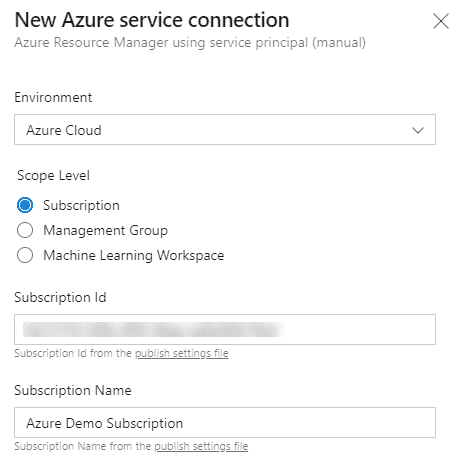 New Azure service connection
Azure Resource Manager using service principal (manual)
Environment
Azure Cloud
Scope Level
Subscription
Management Group
Machine Learning Workspace
Subscription Id
Subscription Id from the publish settings file
Subscription Name
Azure Demo Subscription
Subscription Name from the publish settings file